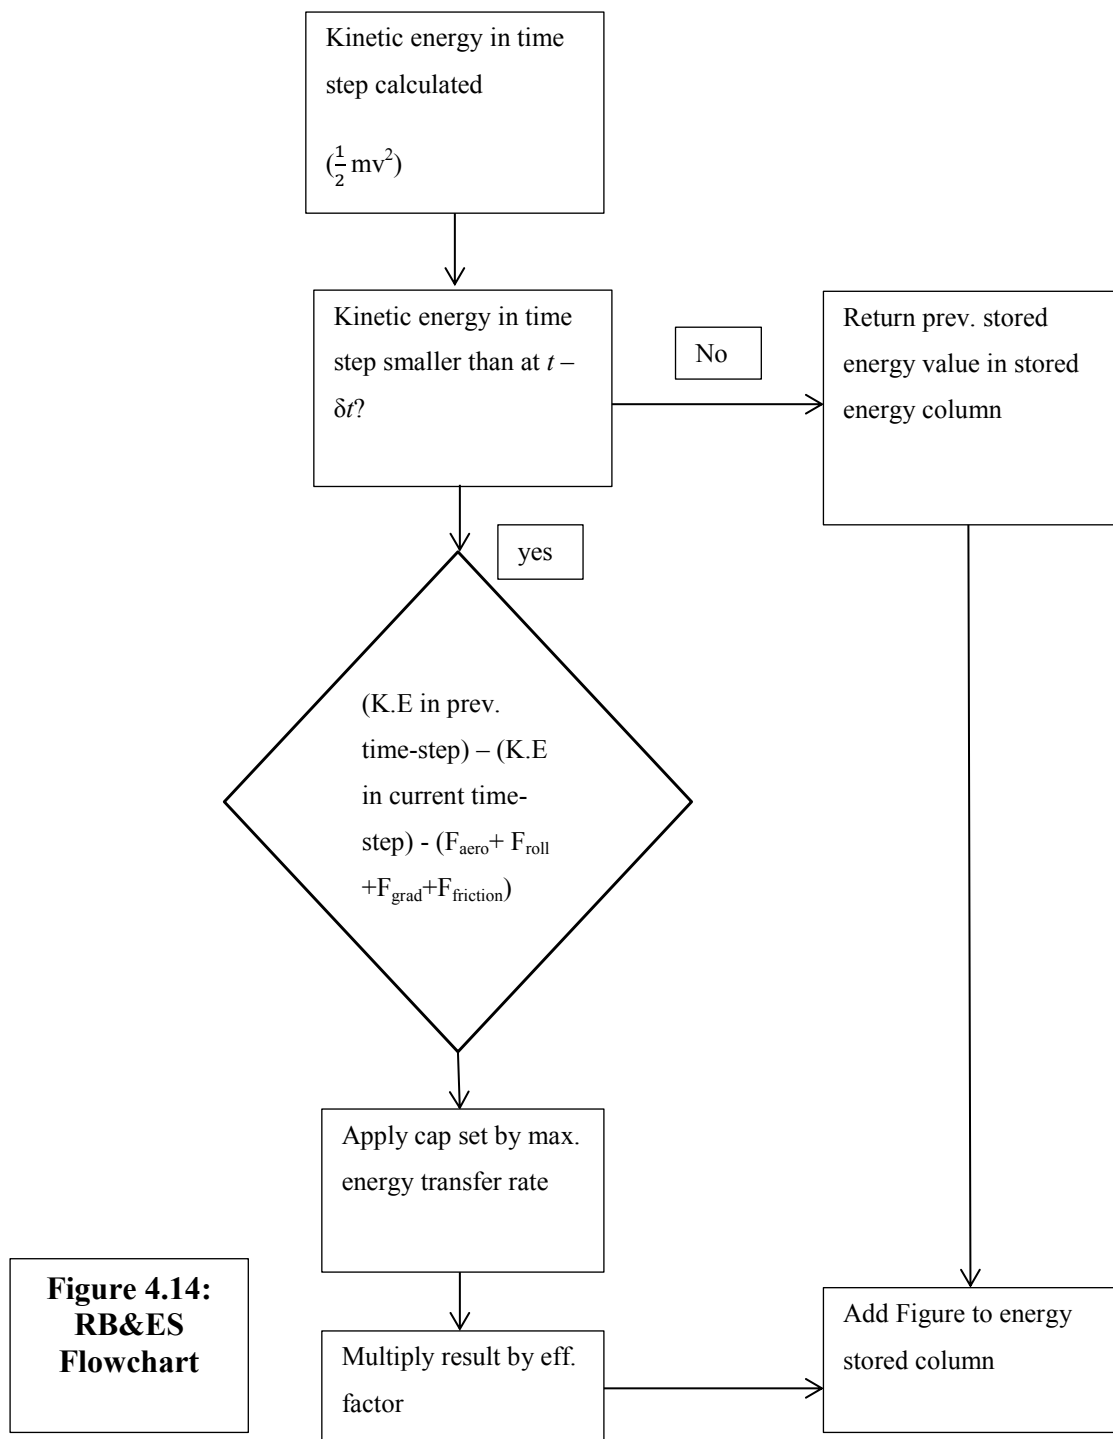 Kinetic energy in time
step calculated
(½ mv²)
Kinetic energy in time
step smaller than at t –
δt?
No
Return prev. stored
energy value in stored
energy column
yes
(K.E in prev.
time-step) – (K.E
in current time-
step) - (Faero+ Froll
+Fgrad+Ffriction)
Apply cap set by max.
energy transfer rate
Multiply result by eff.
factor
Add Figure to energy
stored column
Figure 4.14:
RB&ES
Flowchart